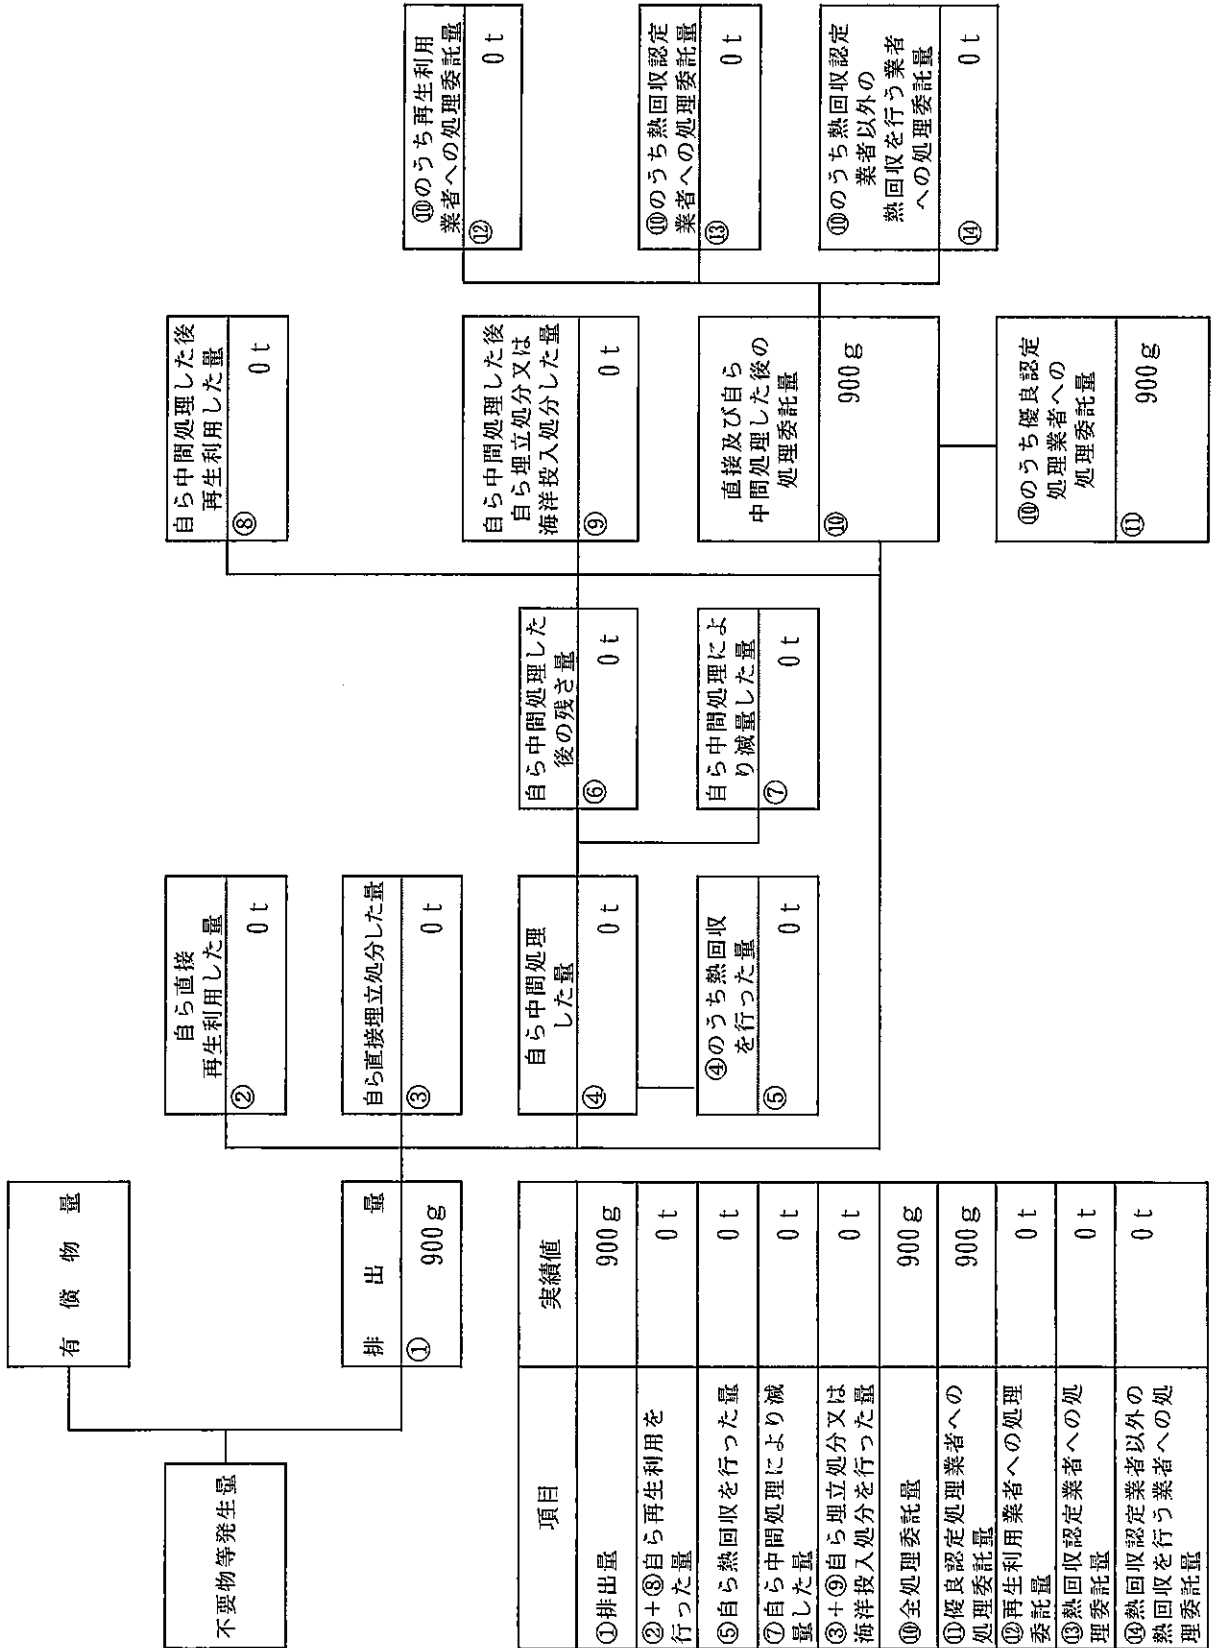 不要物等発生量
有償物量
排出量
①
900g
自ら直接
再生利用した量
②
0t
自ら直接埋立処分した量
③
0t
自ら中間処理
した量
④
0t
④のうち熱回収
を行った量
⑤
0t
自ら中間処理した
後の残さ量
⑥
0t
自ら中間処理によ
り減量した量
⑦
0t
自ら中間処理した後
再生利用した量
⑧
0t
自ら中間処理した後
自ら埋立処分又は
海洋投入処分した量
⑨
0t
直接及び自ら
中間処理した後の
処理委託量
⑩
900g
⑩のうち優良認定
処理業者への
処理委託量
⑪
900g
⑩のうち再生利用
業者への処理委託量
⑫
0t
⑩のうち熱回収認定
業者への処理委託量
⑬
0t
⑩のうち熱回収認定
業者以外の
熱回収を行う業者
への処理委託量
⑭
0t
項目
実績値
①排出量
900g
②+⑧自ら再生利用を
行った量
0t
⑤自ら熱回収を行った量
0t
⑦自ら中間処理により減
量した量
0t
③+⑨自ら埋立処分又は
海洋投入処分を行った量
0t
⑩全処理委託量
900g
⑪優良認定処理業者への
処理委託量
900g
⑫再生利用業者への処理
委託量
0t
⑬熱回収認定業者への処
理委託量
0t
⑭熱回収認定業者以外の
熱回収を行う業者への処
理委託量
0t